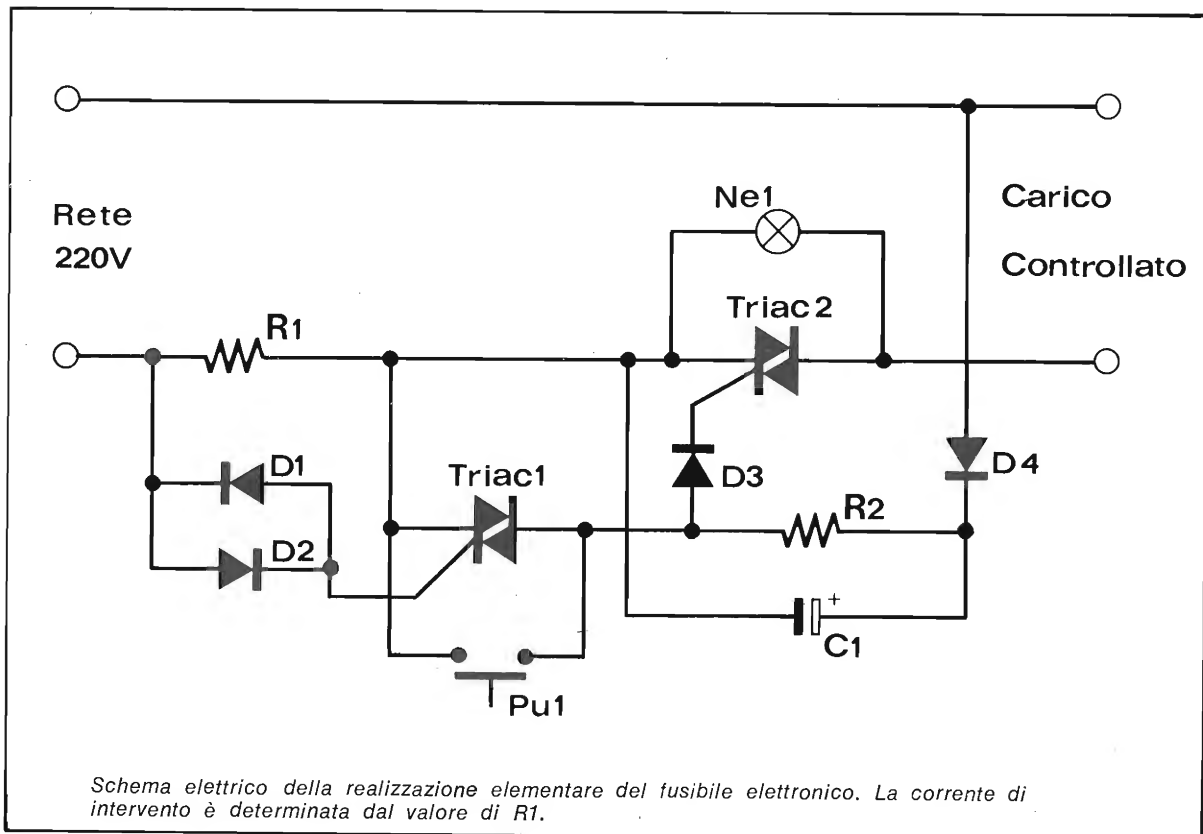 Rete
220V
R1
Ne1
Triac2
Carico
Controllato
D1
D2
Triac1
D3
R2
D4
+
C1
Pu1
Schema elettrico della realizzazione elementare del fusibile elettronico. La corrente di
intervento è determinata dal valore di R1.